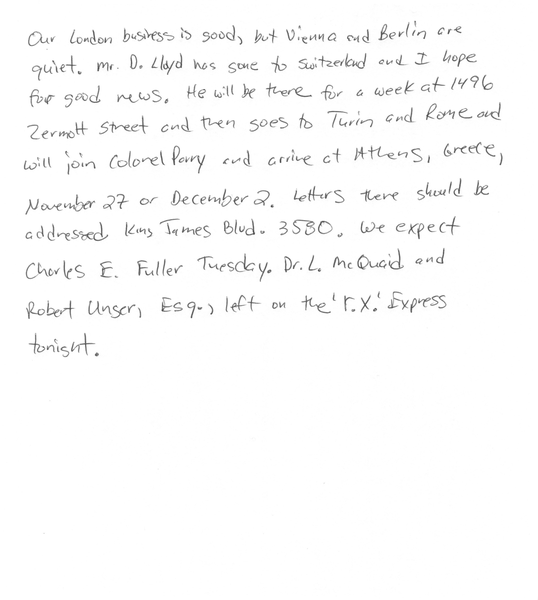 Our London business is good, but Vienna and Berlin are
quiet. Mr. D. Lloyd has gone to Switzerland and I hope
for good news. He will be there for a week at 1496
Zermott Street and then goes to Turin and Rome and
will join Colonel Parry and arrive at Athens, Greece,
November 27 or December 2. Letters there should be
addressed King James Blvd. 3580. We expect
Charles E. Fuller Tuesday. Dr. L. McQuaid and
Robert Unger, Esq., left on the 'Y.X.' Express
tonight.